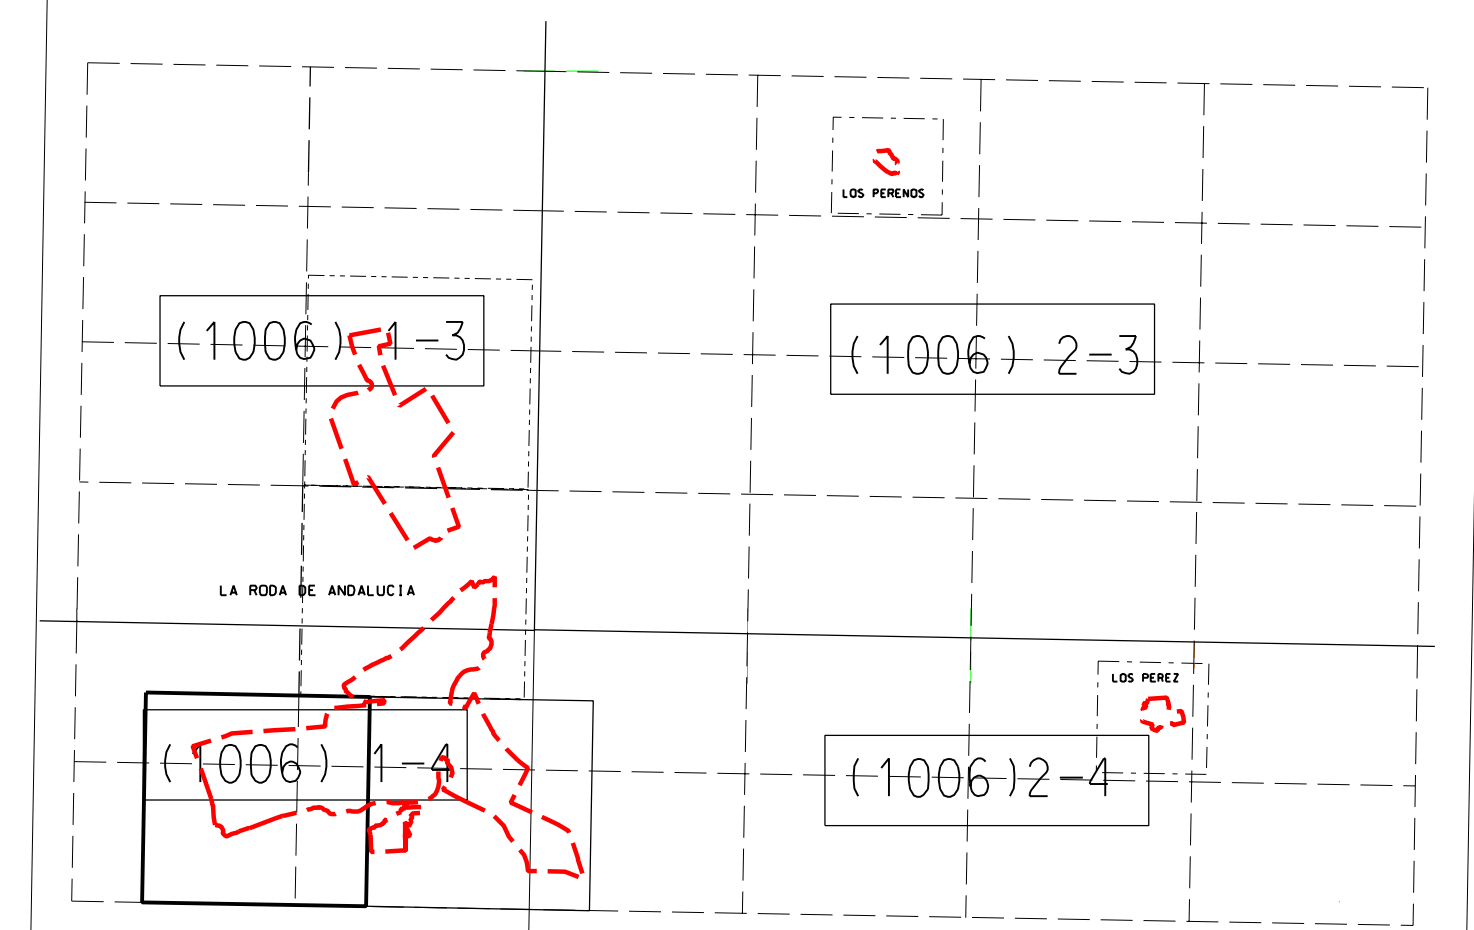 LOS PERENOS
(1006) 1-3
(1006) 2-3
LA RODA DE ANDALUCIA
LOS PEREZ
(1006) 1-4
(1006)2-4